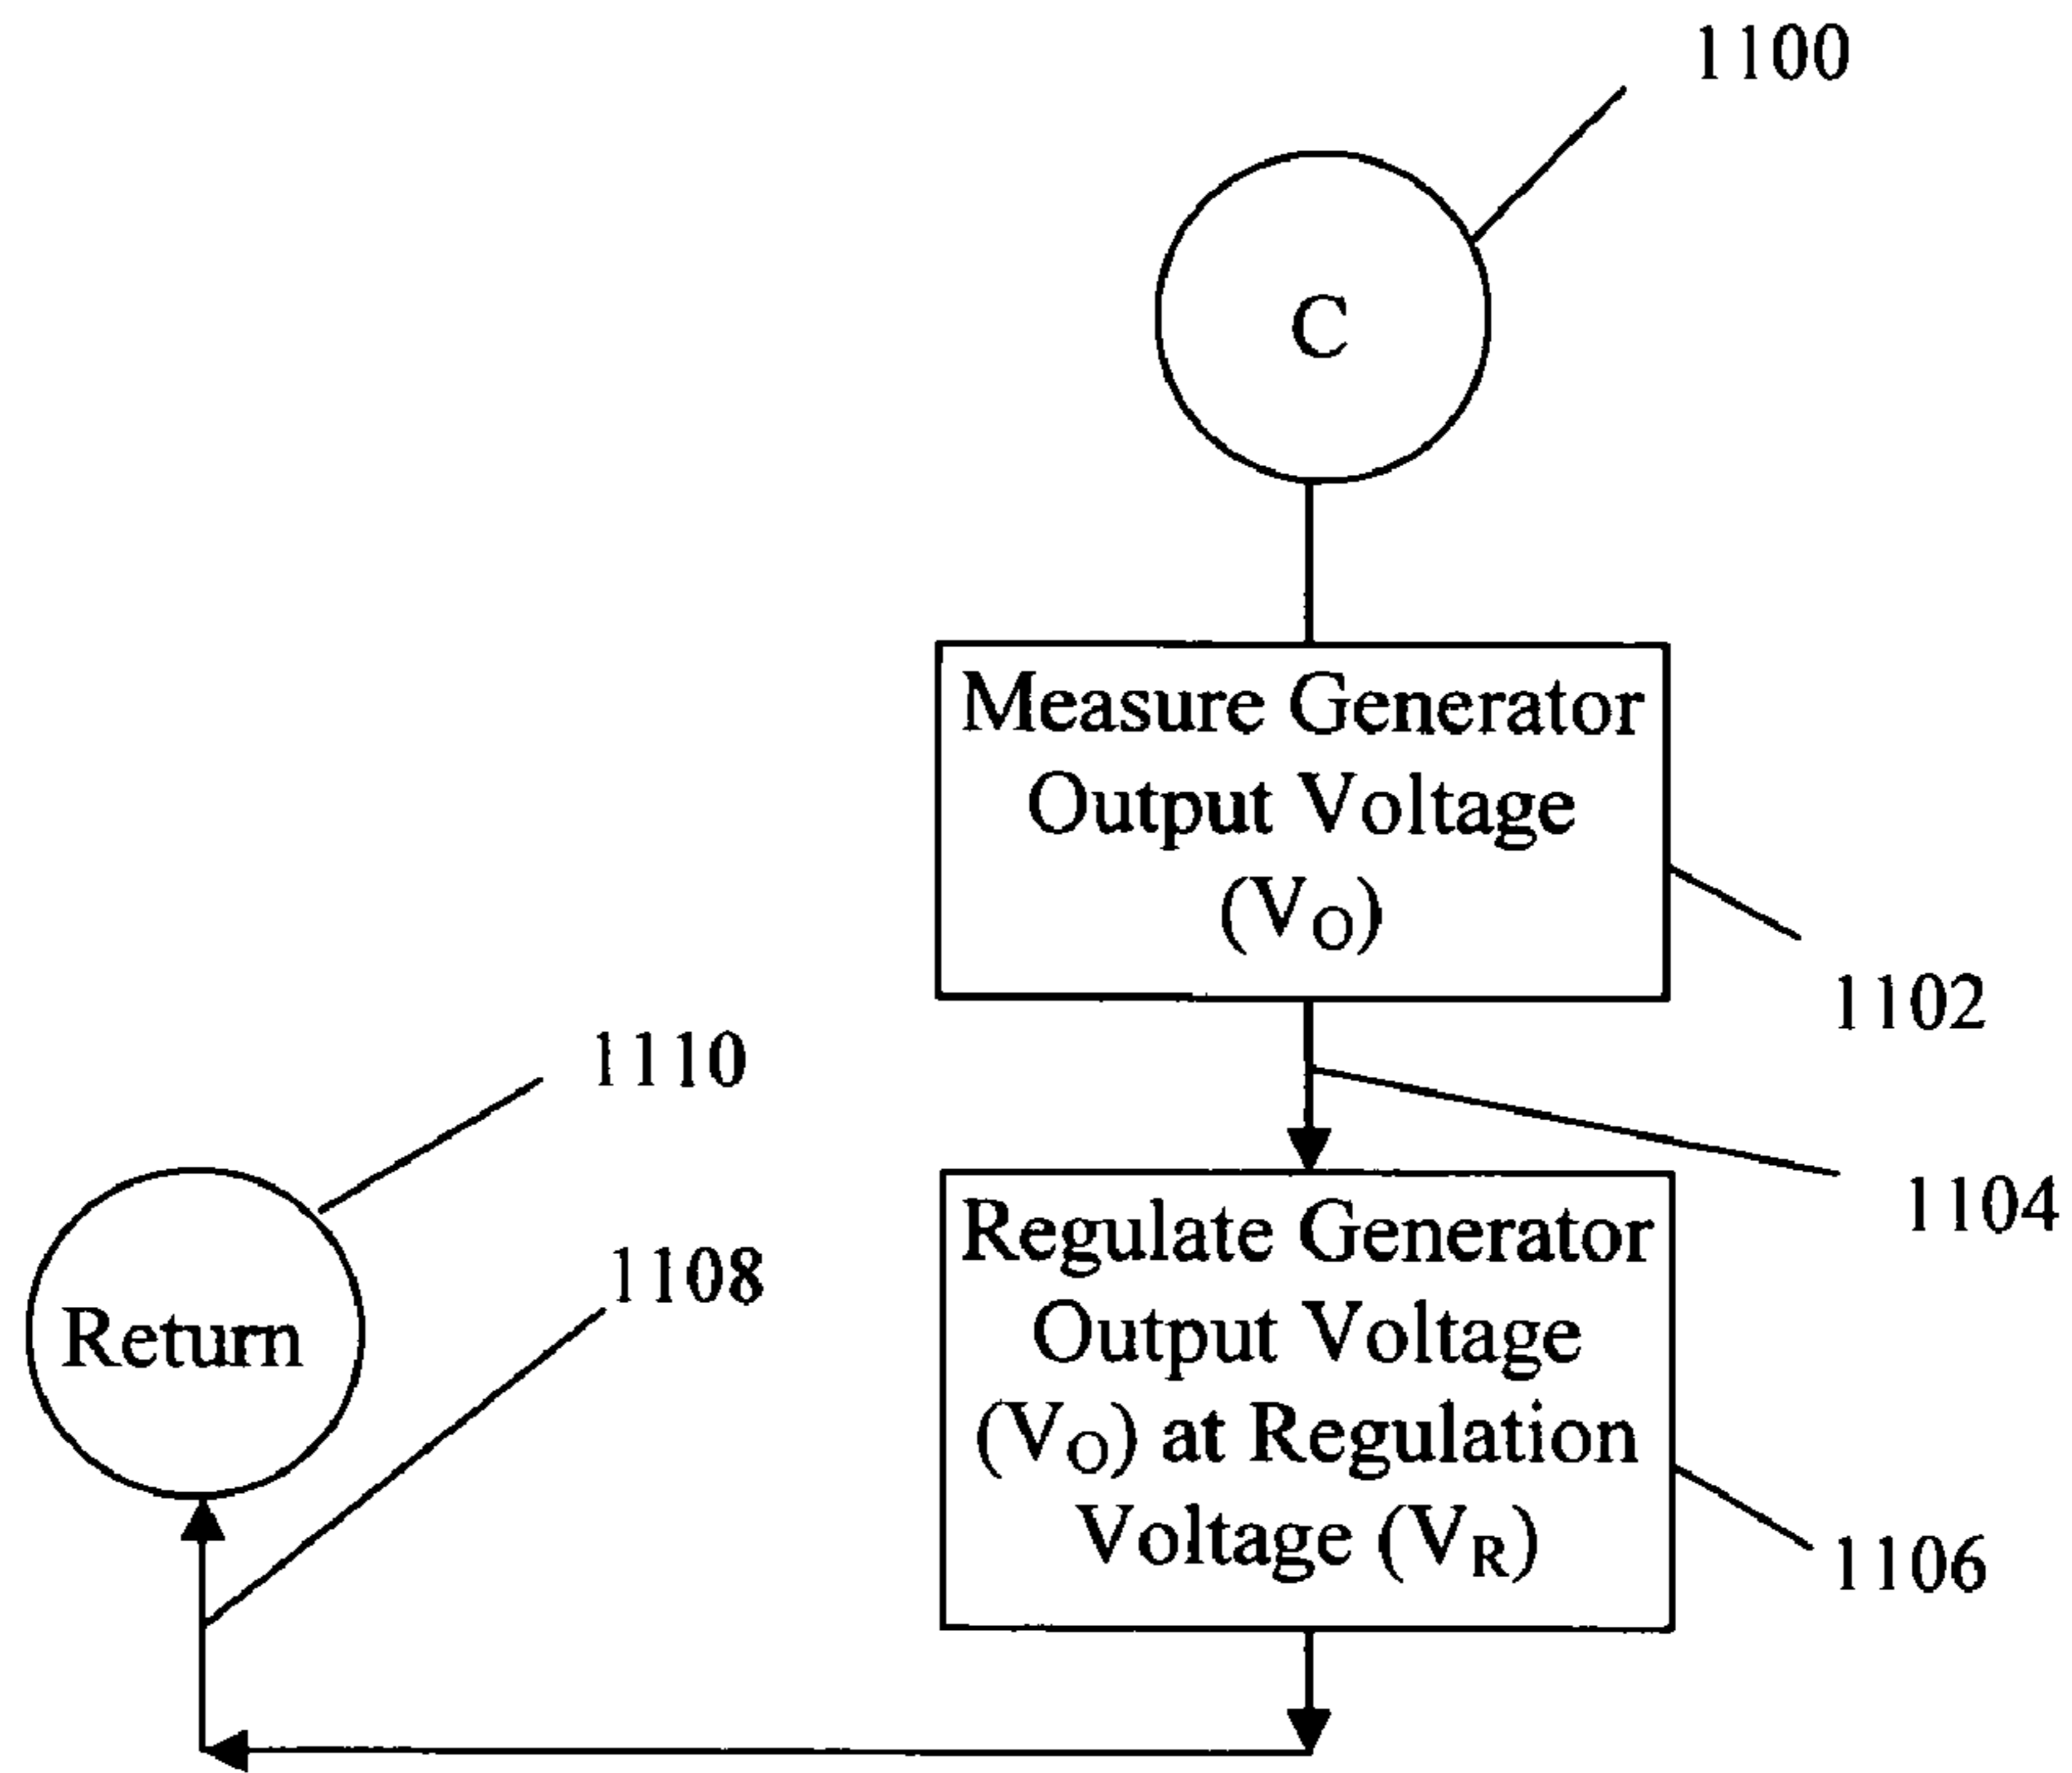 1100
C
Measure Generator
Output Voltage
(VO)
1102
1110
1104
Return
1108
Regulate Generator
Output Voltage
(VO) at Regulation
Voltage (VR)
1106